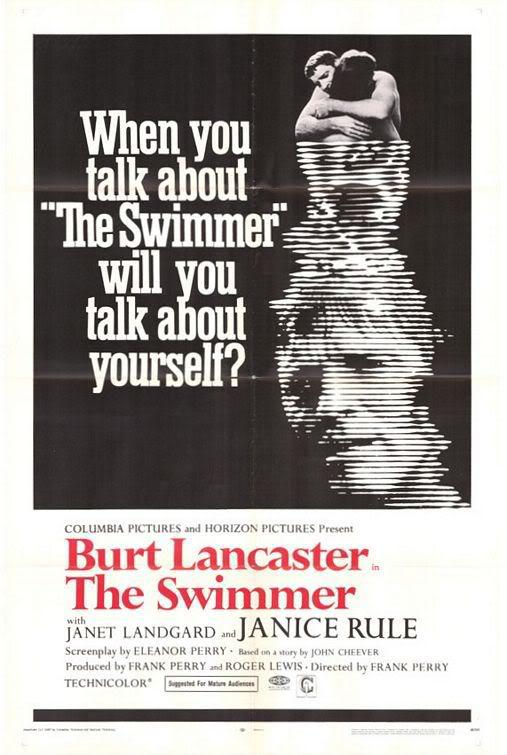 When you
talk about
"The Swimmer"
will you
talk about
yourself?
COLUMBIA PICTURES and HORIZON PICTURES Present
Burt Lancaster in
The Swimmer
with
JANET LANDGARD and JANICE RULE
Screenplay by ELEANOR PERRY · Based on a story by JOHN CHEEVER
Produced by FRANK PERRY and ROGER LEWIS · Directed by FRANK PERRY
TECHNICOLOR® Suggested For Mature Audiences